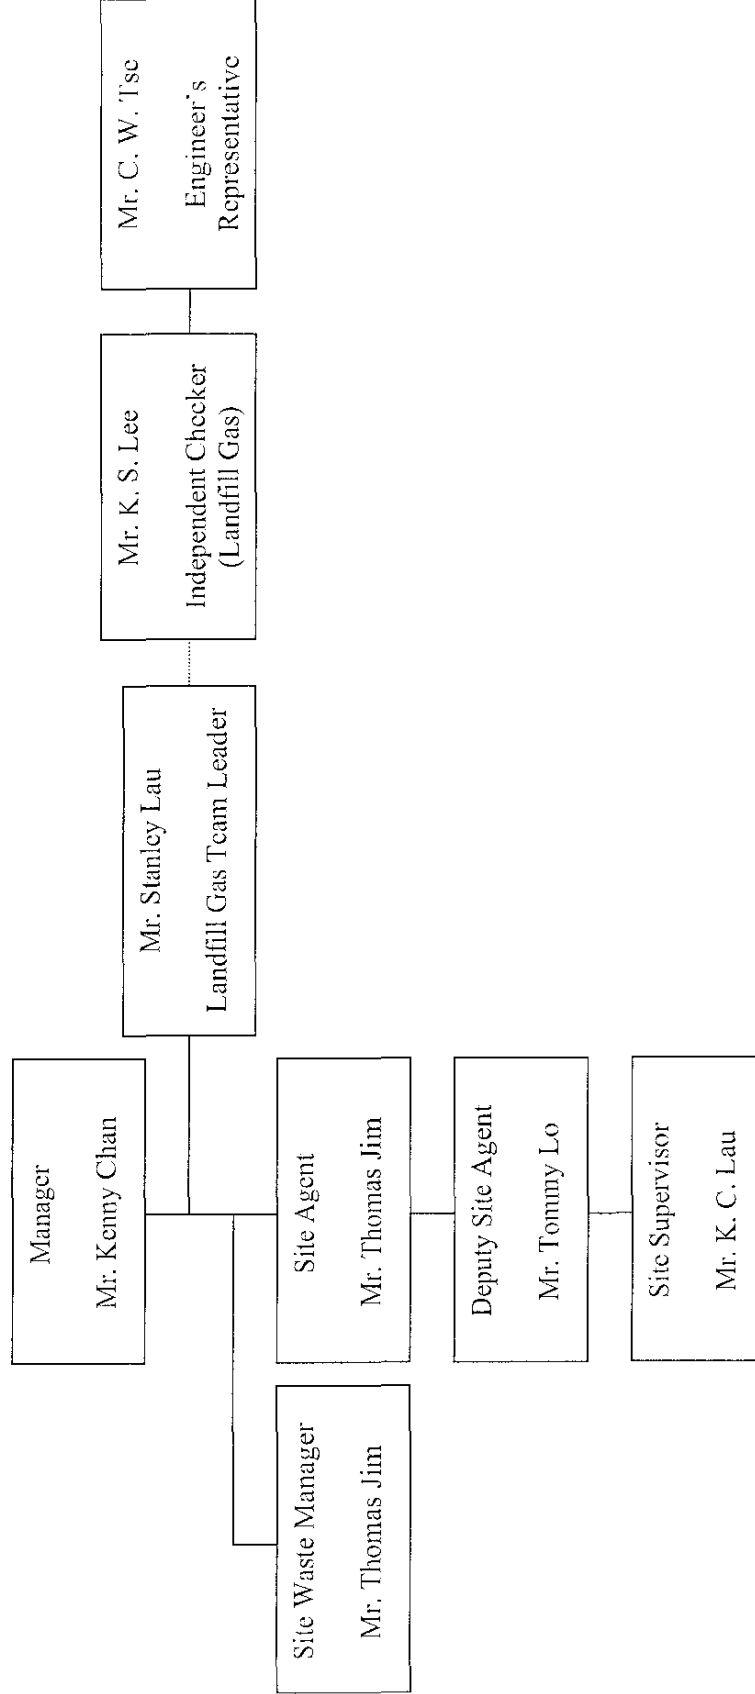 Manager
Mr. Kenny Chan
Mr. Stanley Lau
Landfill Gas Team Leader
Mr. K. S. Lee
Independent Checker
(Landfill Gas)
Mr. C. W. Tse
Engineer's
Representative
Site Waste Manager
Mr. Thomas Jim
Site Agent
Mr. Thomas Jim
Deputy Site Agent
Mr. Tommy Lo
Site Supervisor
Mr. K. C. Lau